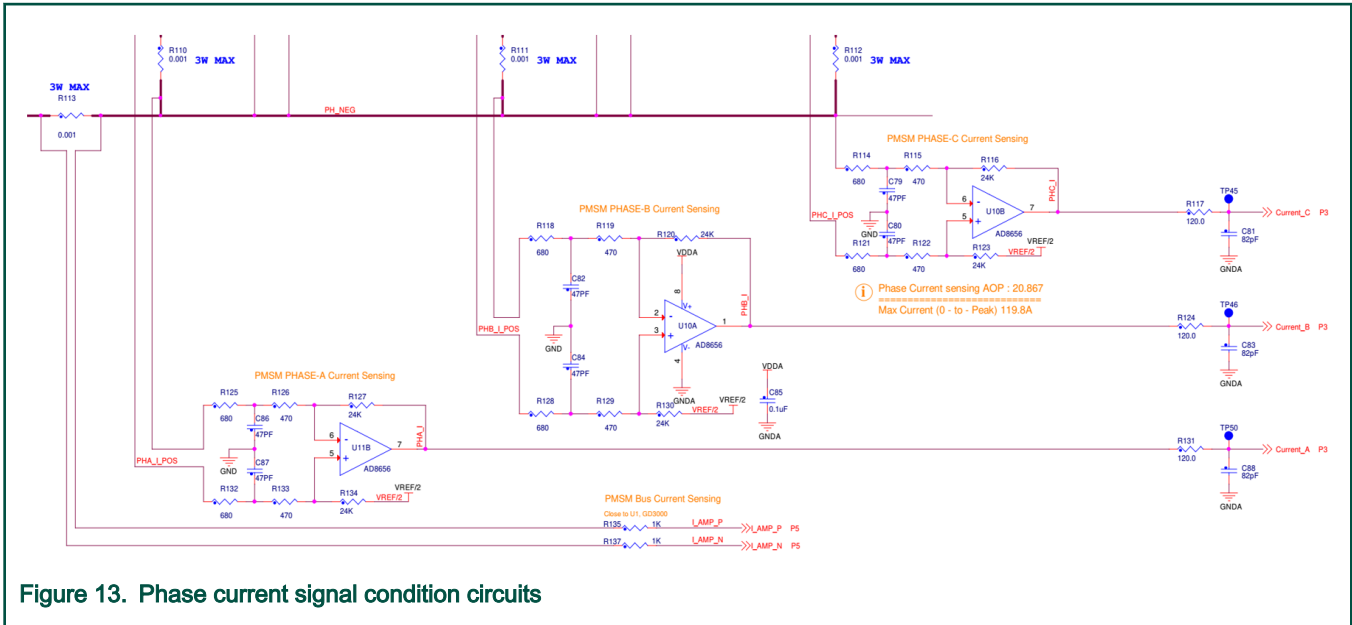 R110
0.001
3W MAX
R111
0.001
3W MAX
R112
0.001
3W MAX
3W MAX
R113
0.001
PH_NEG
PMSM PHASE-C Current Sensing
R114
680
R115
470
R116
24K
C79
47PF
6
-
5
+
U10B
7
AD8656
PHC_I
PHC_I_POS
GND
C80
47PF
R121
680
R122
470
R123
24K
VREF/2
VREF/2
R117
120.0
TP45
Current_C P3
C81
82pF
GNDA
i Phase Current sensing AOP : 20.867
===========================
Max Current (0 - to - Peak) 119.8A
PMSM PHASE-B Current Sensing
R118
680
R119
470
R120
24K
VDDA
C82
47PF
8
V+
2
-
3
+
U10A
1
AD8656
V-
4
PHB_I
PHB_I_POS
GND
C84
47PF
GNDA
R128
680
R129
470
R130
24K
VREF/2
VREF/2
VDDA
C85
0.1uF
GNDA
R124
120.0
TP46
Current_B P3
C83
82pF
GNDA
PMSM PHASE-A Current Sensing
R125
680
R126
470
R127
24K
C86
47PF
6
-
5
+
U11B
7
AD8656
PHA_I
PHA_I_POS
GND
C87
47PF
R132
680
R133
470
R134
24K
VREF/2
VREF/2
R131
120.0
TP50
Current_A P3
C88
82pF
GNDA
PMSM Bus Current Sensing
Close to U1, GD3000
R135 1K I_AMP_P I_AMP_P P5
R137 1K I_AMP_N I_AMP_N P5
Figure 13. Phase current signal condition circuits